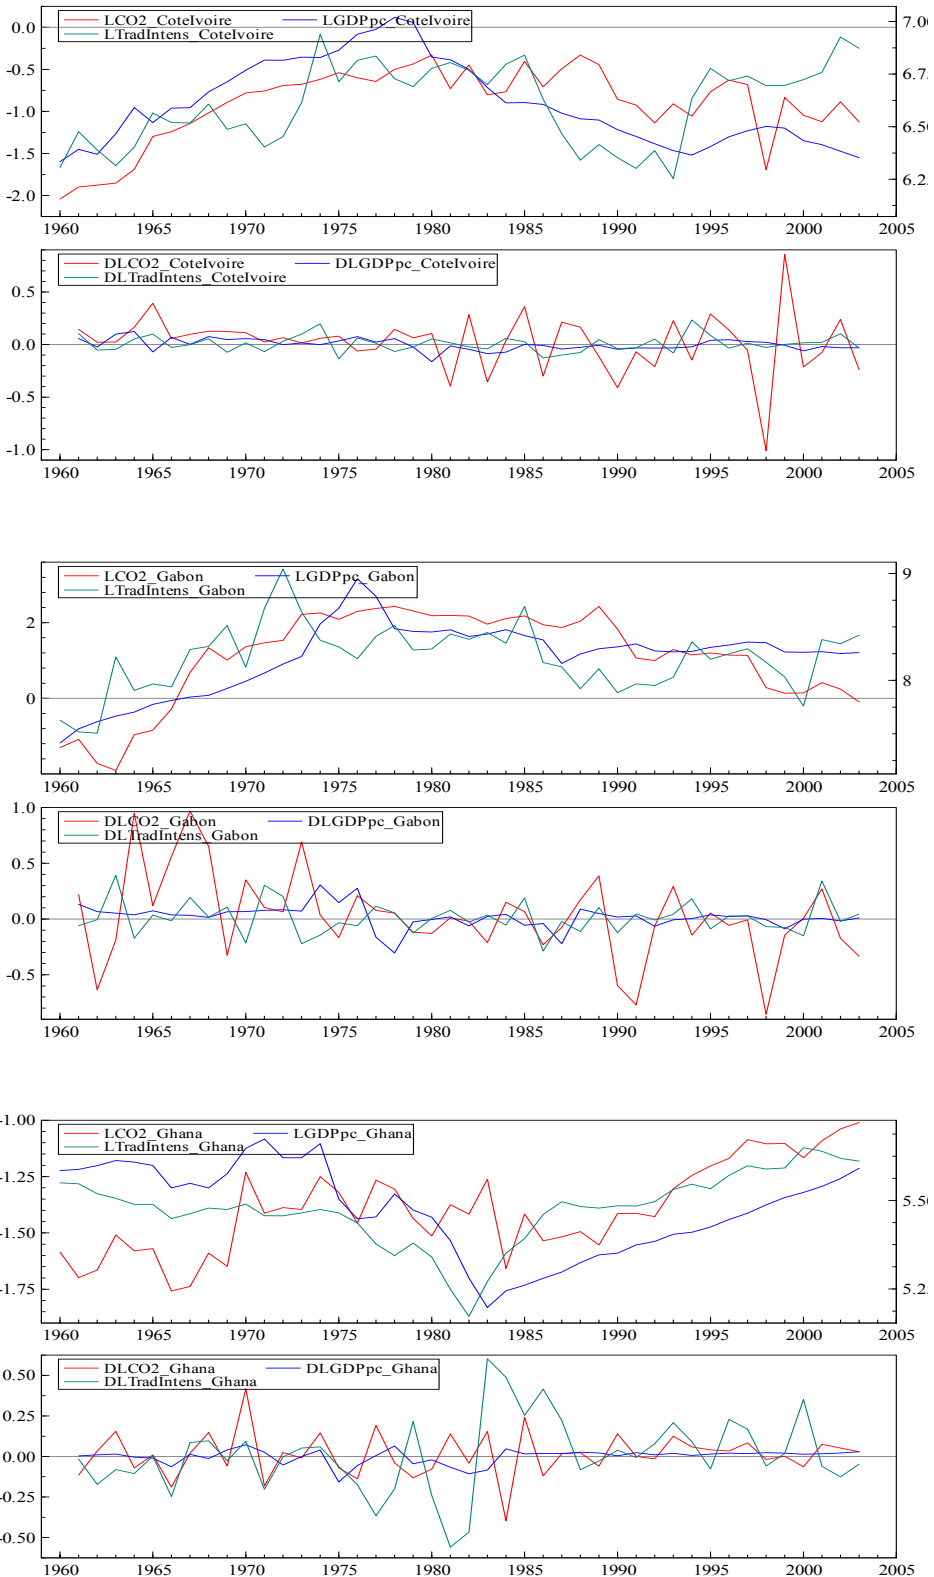 LCO2_CoteIvoire LGDPpc_CoteIvoire
LTradIntens_CoteIvoire
0.0
-0.5
-1.0
-1.5
-2.0
7.00
6.75
6.50
6.25
1960 1965 1970 1975 1980 1985 1990 1995 2000 2005
DLCO2_CoteIvoire DLGDPpc_CoteIvoire
DLTradIntens_CoteIvoire
0.5
0.0
-0.5
-1.0
1960 1965 1970 1975 1980 1985 1990 1995 2000 2005
LCO2_Gabon LGDPpc_Gabon
LTradIntens_Gabon
2
0
9
8
1960 1965 1970 1975 1980 1985 1990 1995 2000 2005
DLCO2_Gabon DLGDPpc_Gabon
DLTradIntens_Gabon
1.0
0.5
0.0
-0.5
1960 1965 1970 1975 1980 1985 1990 1995 2000 2005
LCO2_Ghana LGDPpc_Ghana
LTradIntens_Ghana
-1.00
-1.25
-1.50
-1.75
5.50
5.25
1960 1965 1970 1975 1980 1985 1990 1995 2000 2005
DLCO2_Ghana DLGDPpc_Ghana
DLTradIntens_Ghana
0.50
0.25
0.00
-0.25
-0.50
1960 1965 1970 1975 1980 1985 1990 1995 2000 2005